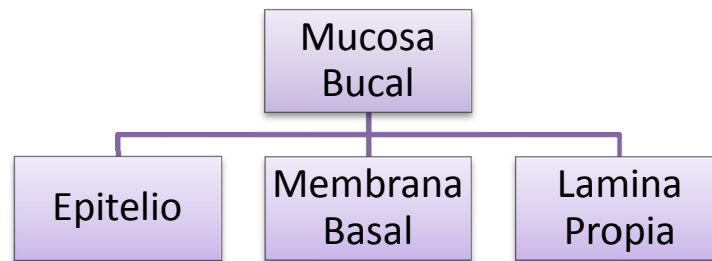 Mucosa
Bucal
Epitelio
Membrana
Basal
Lamina
Propia